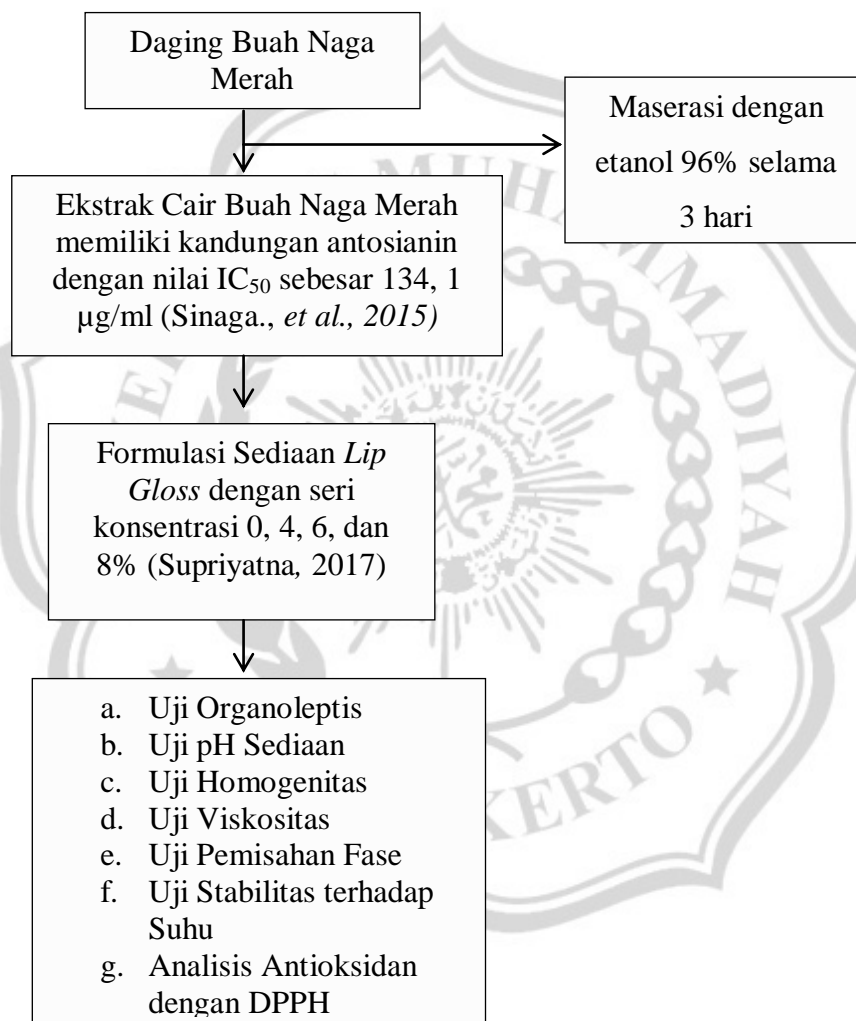 Daging Buah Naga
Merah
Maserasi dengan
etanol 96% selama
3 hari
Ekstrak Cair Buah Naga Merah
memiliki kandungan antosianin
dengan nilai IC₅₀ sebesar 134, 1
µg/ml (Sinaga., et al., 2015)
Formulasi Sediaan Lip
Gloss dengan seri
konsentrasi 0, 4, 6, dan
8% (Supriyatna, 2017)
a. Uji Organoleptis
b. Uji pH Sediaan
c. Uji Homogenitas
d. Uji Viskositas
e. Uji Pemisahan Fase
f. Uji Stabilitas terhadap
Suhu
g. Analisis Antioksidan
dengan DPPH